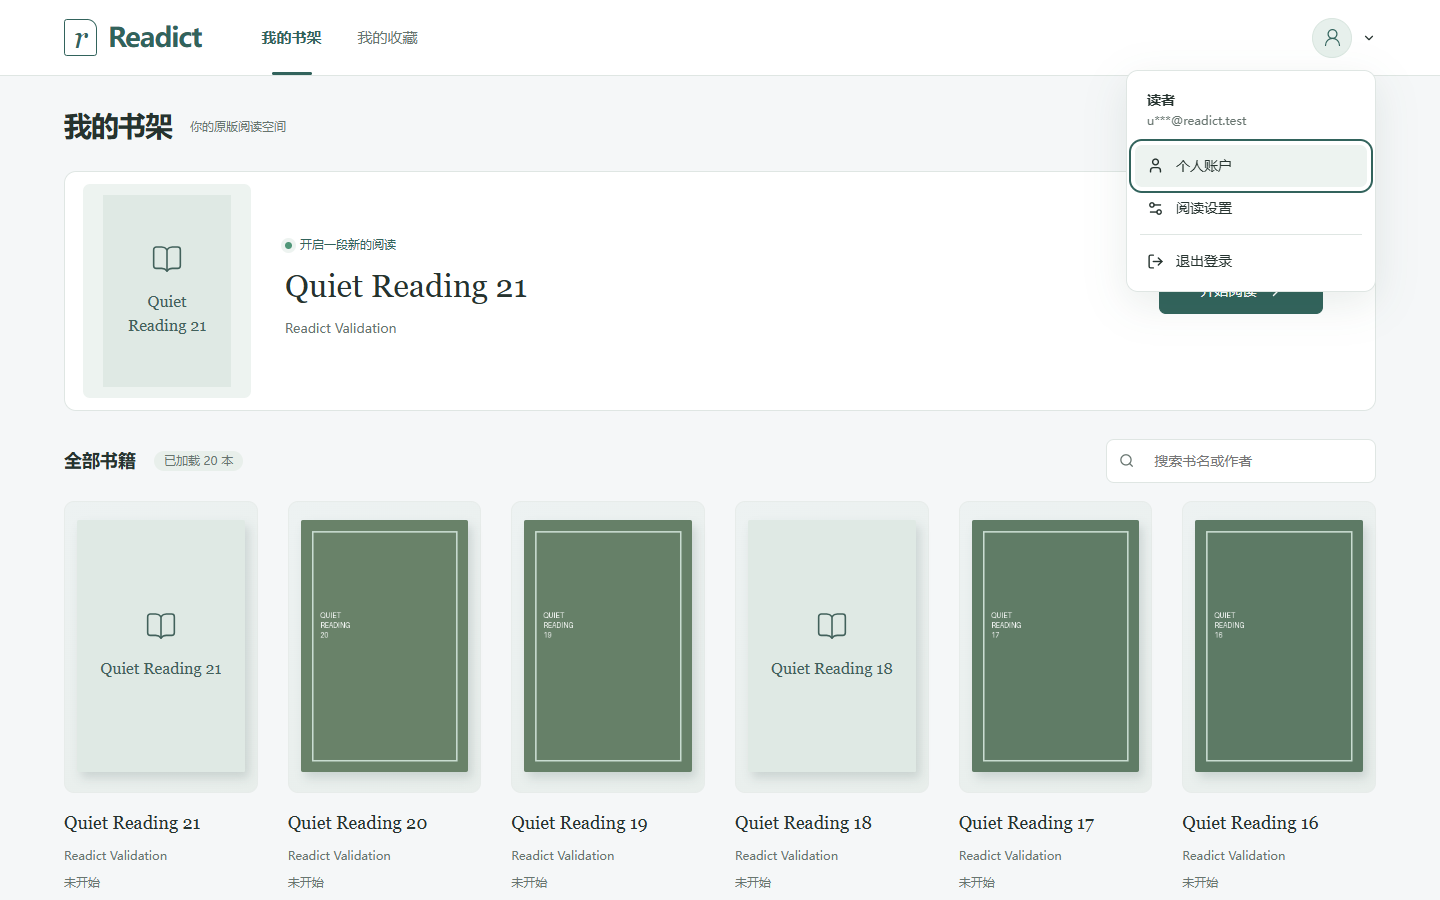 r Readict
我的书架
我的收藏
读者
u***@readict.test
个人账户
阅读设置
退出登录
我的书架
你的原版阅读空间
Quiet
Reading 21
开启一段新的阅读
Quiet Reading 21
Readict Validation
开始阅读
全部书籍
已加载 20 本
搜索书名或作者
Quiet Reading 21
QUIET
READING
20
QUIET
READING
19
Quiet Reading 18
QUIET
READING
17
QUIET
READING
16
Quiet Reading 21
Quiet Reading 20
Quiet Reading 19
Quiet Reading 18
Quiet Reading 17
Quiet Reading 16
Readict Validation
Readict Validation
Readict Validation
Readict Validation
Readict Validation
Readict Validation
未开始
未开始
未开始
未开始
未开始
未开始